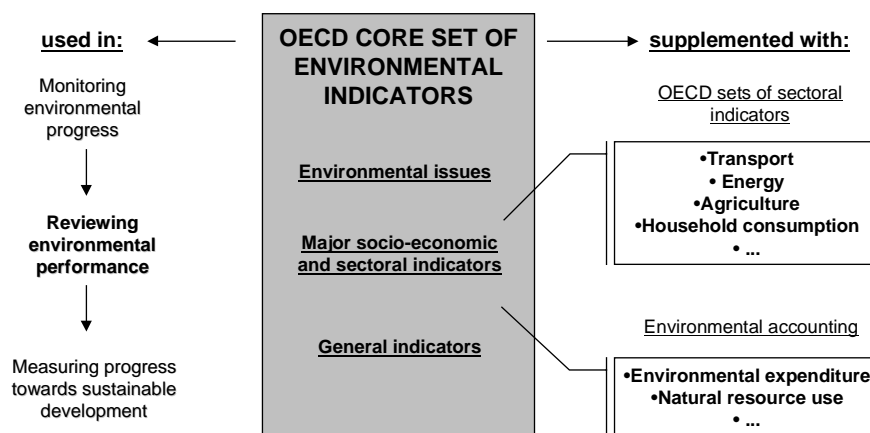 used in:
Monitoring
environmental
progress
Reviewing
environmental
performance
Measuring progress
towards sustainable
development
OECD CORE SET OF
ENVIRONMENTAL
INDICATORS
Environmental issues
Major socio-economic
and sectoral indicators
General indicators
supplemented with:
OECD sets of sectoral
indicators
•Transport
• Energy
•Agriculture
•Household consumption
• ...
Environmental accounting
•Environmental expenditure
•Natural resource use
• ...